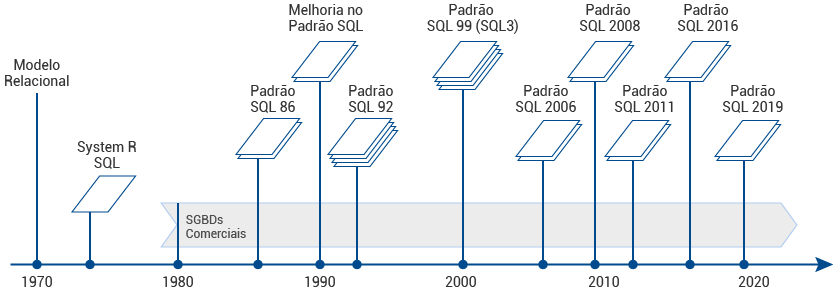 Modelo
Relacional
System R
SQL
Padrão
SQL 86
Melhoria no
Padrão SQL
Padrão
SQL 92
Padrão
SQL 99 (SQL3)
Padrão
SQL 2006
Padrão
SQL 2008
Padrão
SQL 2011
Padrão
SQL 2016
Padrão
SQL 2019
SGBDs
Comerciais
1970
1980
1990
2000
2010
2020